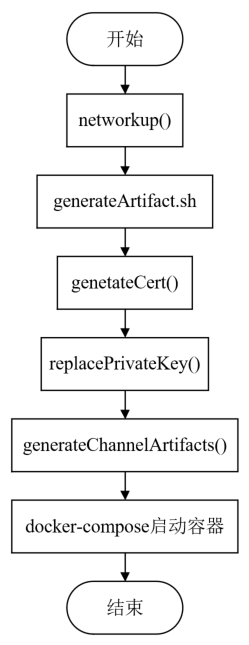 开始
networkup()
generateArtifact.sh
genetateCert()
replacePrivateKey()
generateChannelArtifacts()
docker-compose启动容器
结束